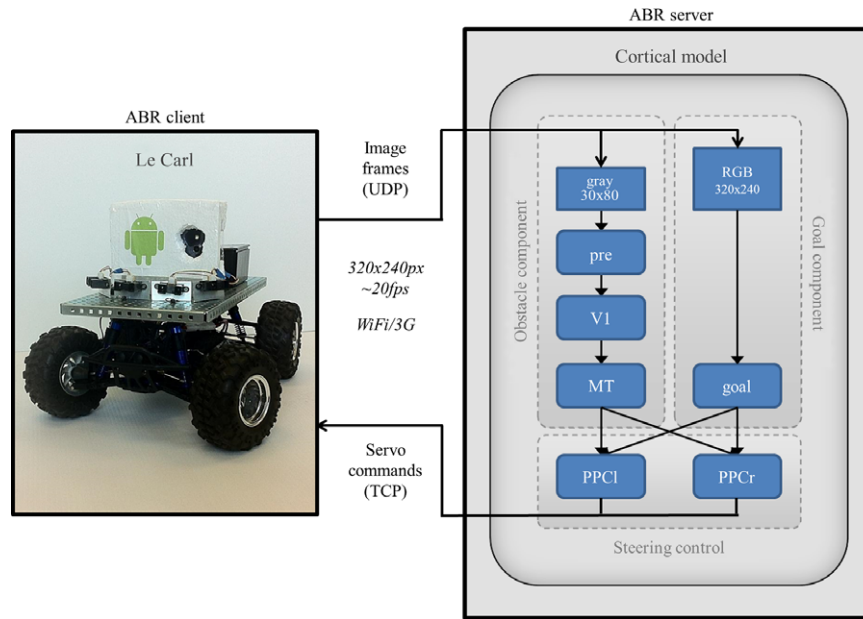 ABR server
Cortical model
ABR client
Le Carl
Image
frames
(UDP)
320x240px
~20fps
WiFi/3G
Servo
commands
(TCP)
Obstacle component
gray
30x80
pre
V1
MT
RGB
320x240
goal
Goal component
PPCl
PPCr
Steering control